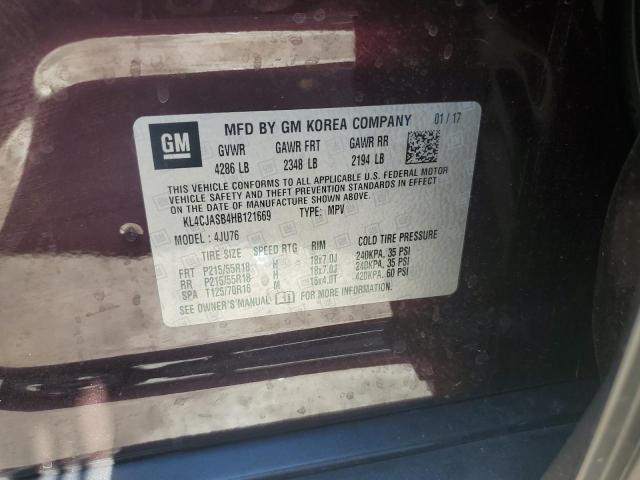 GM MFD BY GM KOREA COMPANY 01/17
GVWR GAWR FRT GAWR RR
4286 LB 2348 LB 2194 LB
THIS VEHICLE CONFORMS TO ALL APPLICABLE U.S. FEDERAL MOTOR
VEHICLE SAFETY AND THEFT PREVENTION STANDARDS IN EFFECT
ON THE DATE OF MANUFACTURE SHOWN ABOVE.
KL4CJASB4HB121669 TYPE: MPV
MODEL: 4JU76
TIRE SIZE SPEED RTG RIM COLD TIRE PRESSURE
FRT P215/55R18 H 18x7.0J 240KPA, 35 PSI
RR P215/55R18 H 18x7.0J 240KPA, 35 PSI
SPA T125/70R16 M 16x4.0T 420KPA, 60 PSI
SEE OWNER'S MANUAL FOR MORE INFORMATION.